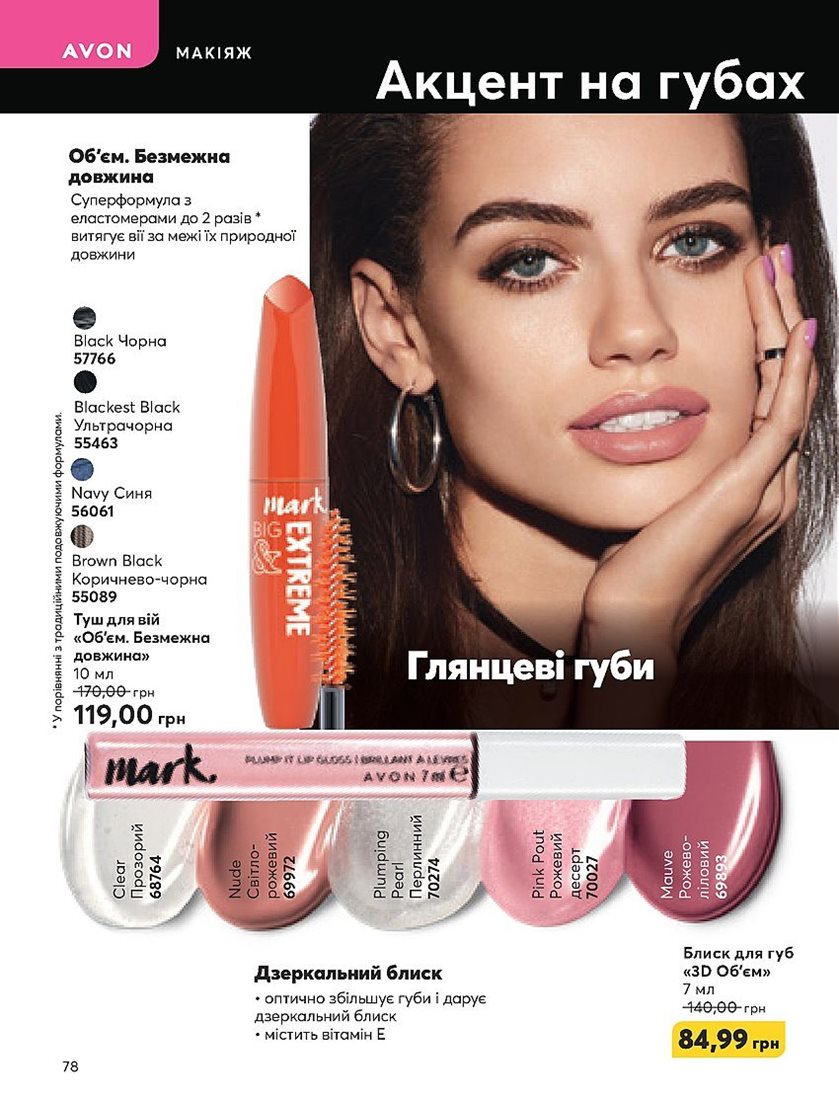 AVON
МАКІЯЖ
Акцент на губах
Об'єм. Безмежна
довжина
Суперформула з
еластомерами до 2 разів *
витягує вії за межі їх природної
довжини
Black Чорна
57766
Blackest Black
Ультрачорна
55463
Navy Синя
56061
Brown Black
Коричнево-чорна
55089
Туш для вій
«Об'єм. Безмежна
довжина»
10 мл
170,00 грн
119,00 грн
* У порівнянні з традиційними подовжуючими формулами.
mark.
BIG
&
EXTREME
Глянцеві губи
mark.
PLUMP IT LIP GLOSS | BRILLANT A LEVRES
AVON 7 ml e
Clear
Прозорий
68764
Nude
Світло-
рожевий
69972
Plumping
Pearl
Перлинний
70274
Pink Pout
Рожевий
десерт
70027
Mauve
Рожево-
ліловий
69893
Дзеркальний блиск
• оптично збільшує губи і дарує
дзеркальний блиск
• містить вітамін Е
Блиск для губ
«3D Об'єм»
7 мл
140,00 грн
84,99 грн
78